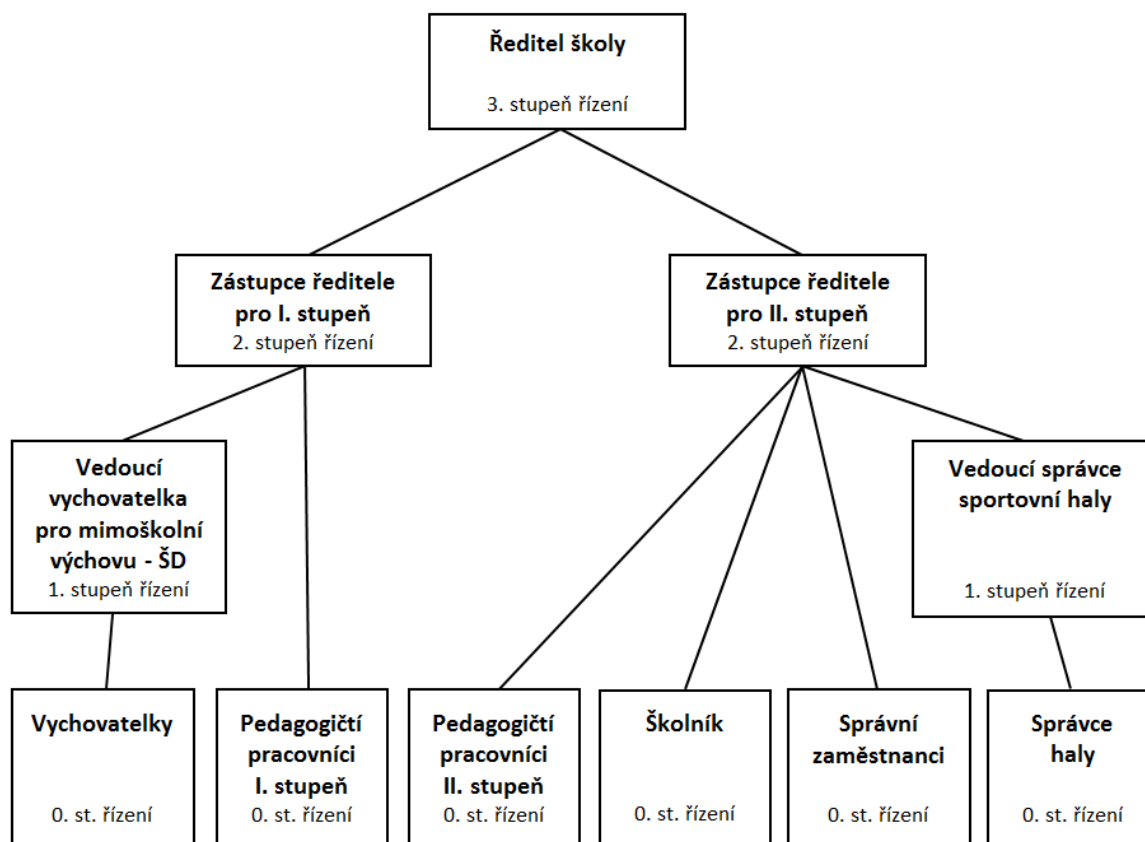 Ředitel školy
3. stupeň řízení
Zástupce ředitele
pro I. stupeň
2. stupeň řízení
Zástupce ředitele
pro II. stupeň
2. stupeň řízení
Vedoucí
vychovatelka
pro mimoškolní
výchovu - ŠD
1. stupeň řízení
Vedoucí správce
sportovní haly
1. stupeň řízení
Vychovatelky
0. st. řízení
Pedagogičtí
pracovníci
I. stupeň
0. st. řízení
Pedagogičtí
pracovníci
II. stupeň
0. st. řízení
Školník
0. st. řízení
Správní
zaměstnanci
0. st. řízení
Správce
haly
0. st. řízení